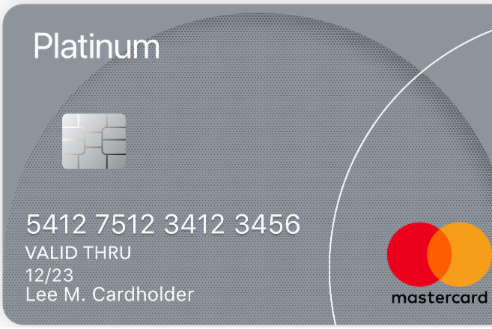 Platinum
5412 7512 3412 3456
VALID THRU
12/23
Lee M. Cardholder
mastercard